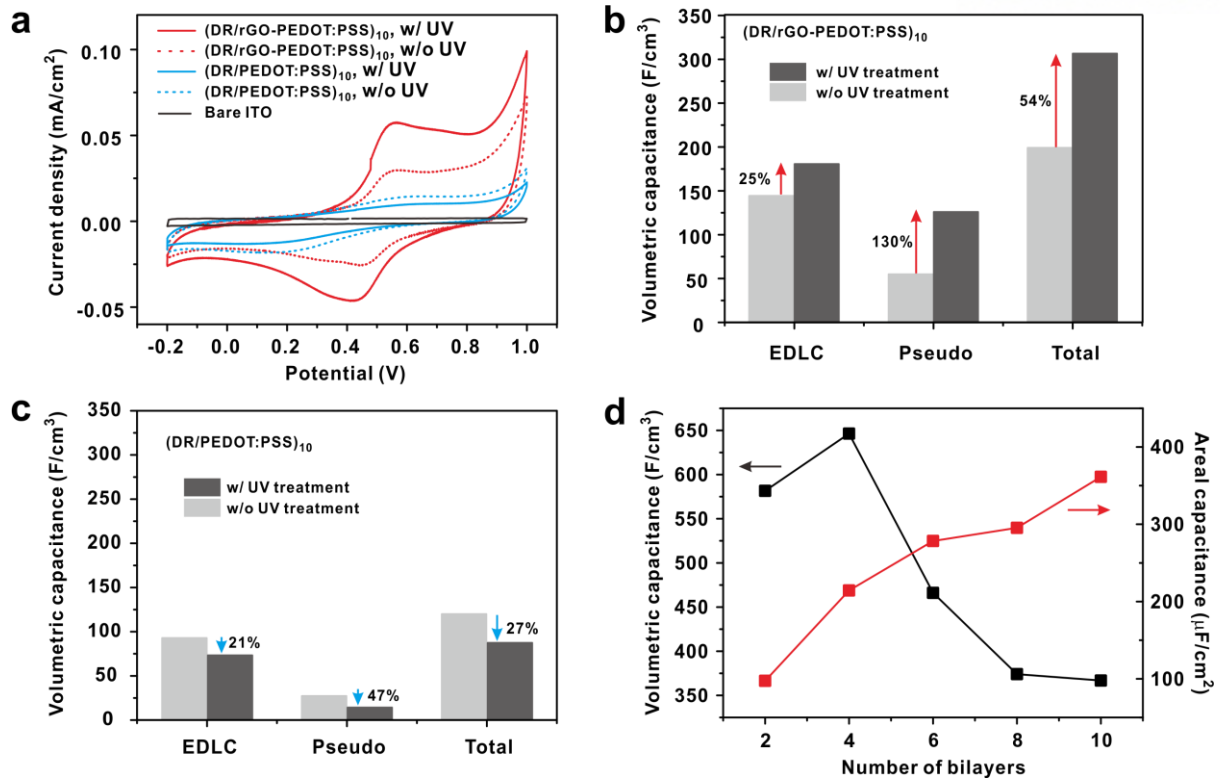 a
(DR/rGO-PEDOT:PSS)10, w/ UV
(DR/rGO-PEDOT:PSS)10, w/o UV
(DR/PEDOT:PSS)10, w/ UV
(DR/PEDOT:PSS)10, w/o UV
Bare ITO
Current density (mA/cm2)
0.10
0.05
0.00
-0.05
-0.2 0.0 0.2 0.4 0.6 0.8 1.0
Potential (V)
b
(DR/rGO-PEDOT:PSS)10
w/ UV treatment
w/o UV treatment
Volumetric capacitance (F/cm3)
350
300
250
200
150
100
50
0
25%
130%
54%
EDLC Pseudo Total
c
(DR/PEDOT:PSS)10
w/ UV treatment
w/o UV treatment
Volumetric capacitance (F/cm3)
350
300
250
200
150
100
50
0
21%
47%
27%
EDLC Pseudo Total
d
Volumetric capacitance (F/cm3)
650
600
575
550
525
500
475
450
400
350
Areal capacitance (μF/cm2)
400
300
200
100
2 4 6 8 10
Number of bilayers